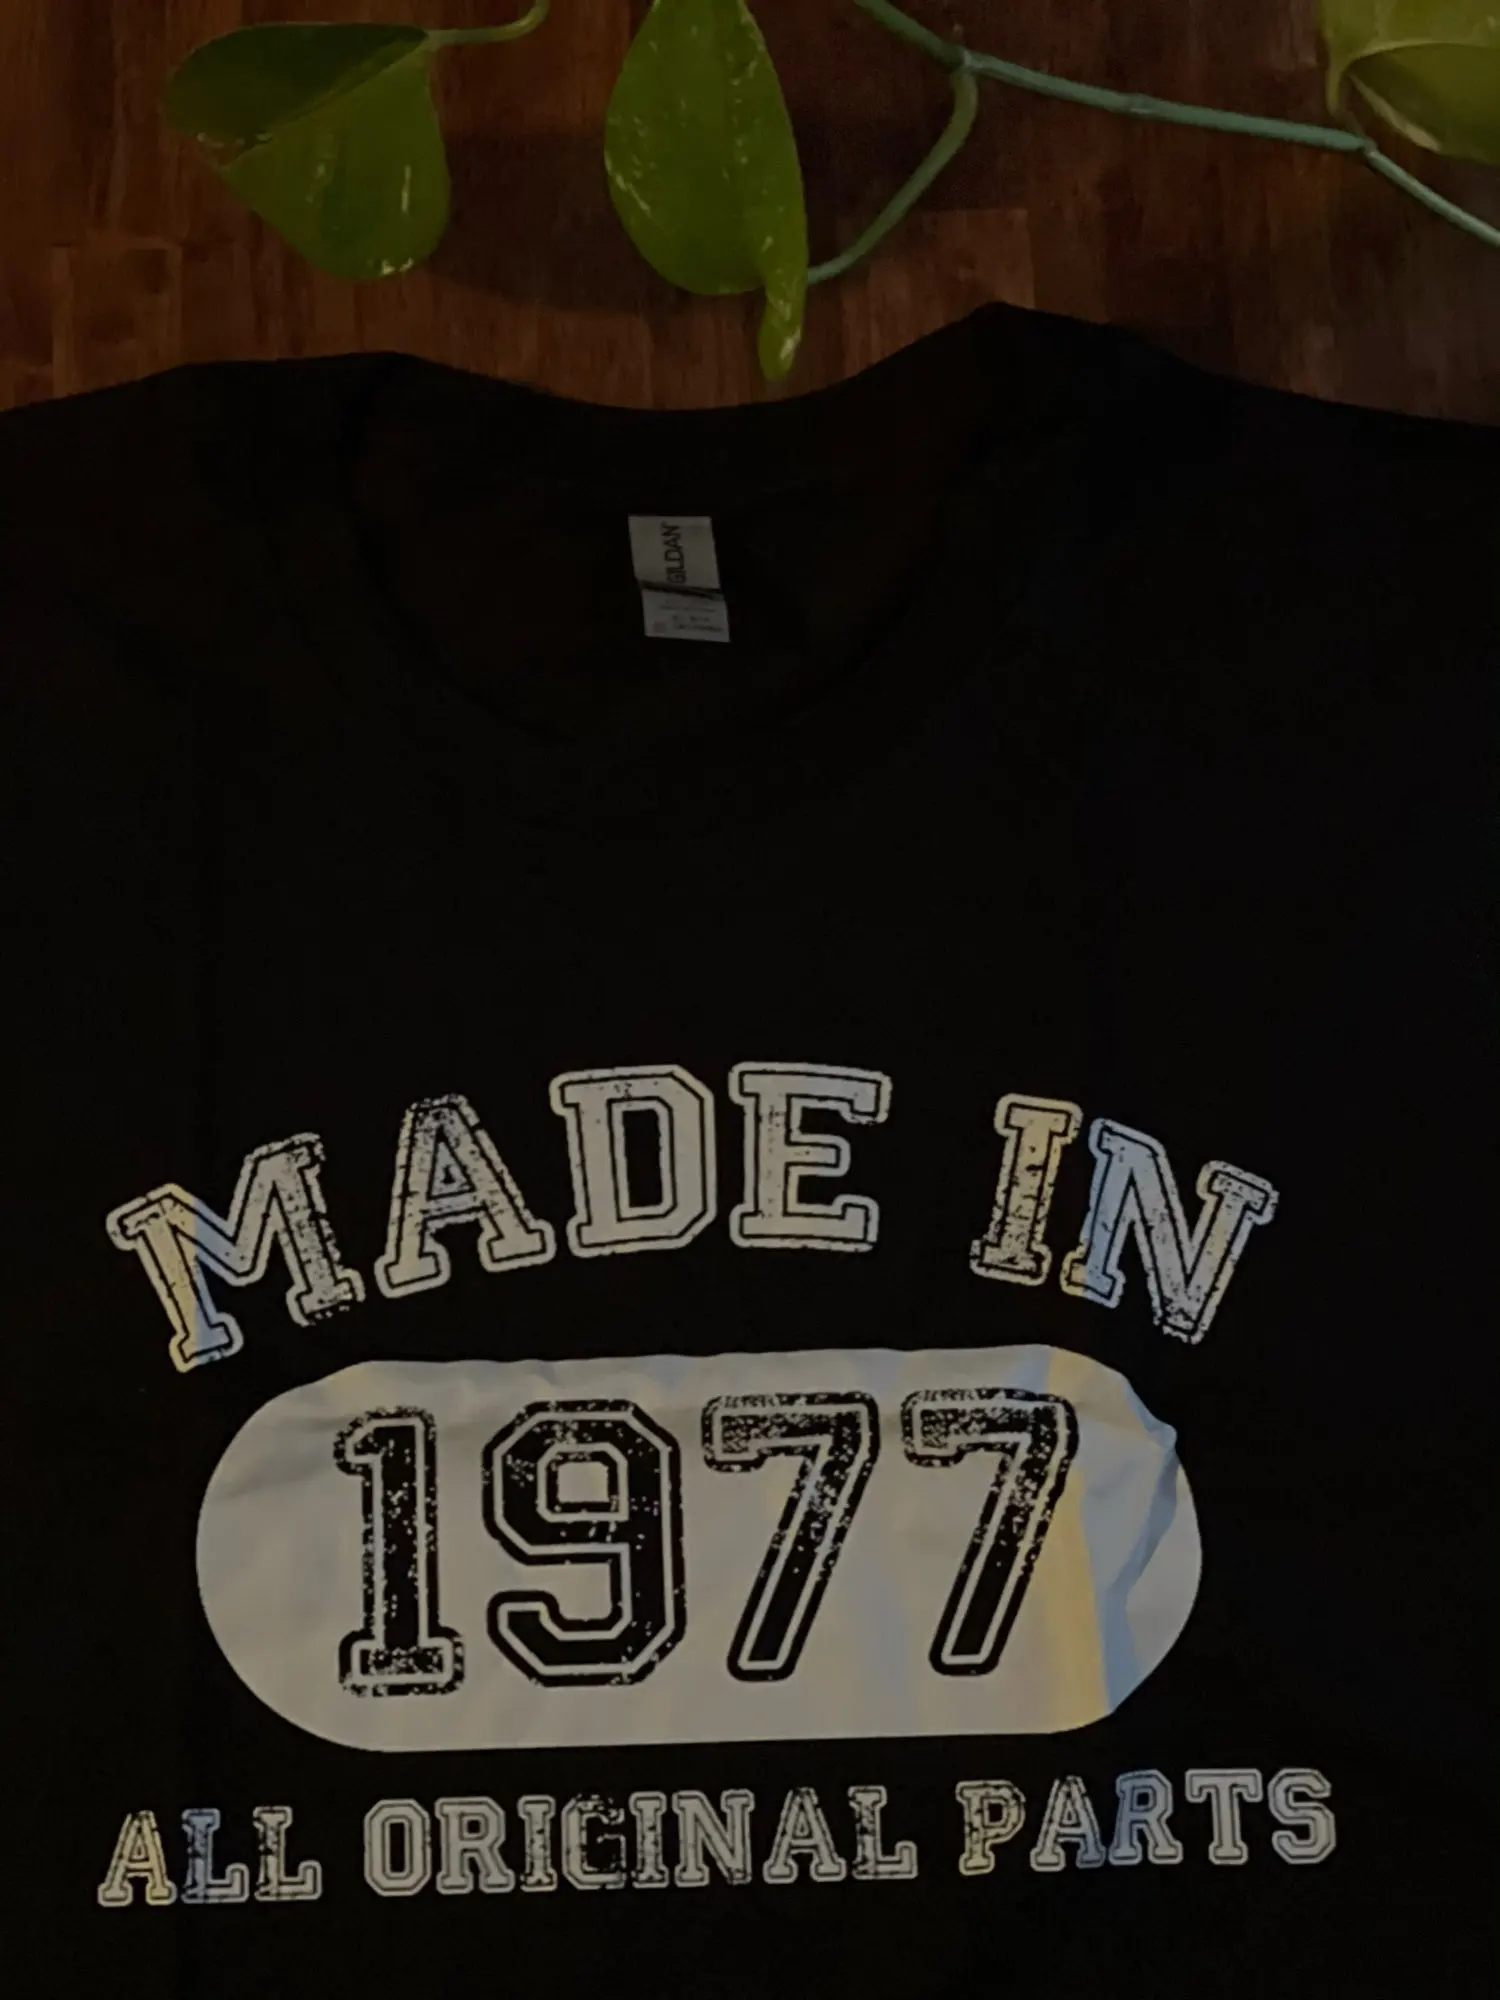 GILDAN
MADE IN
1977
ALL ORIGINAL PARTS